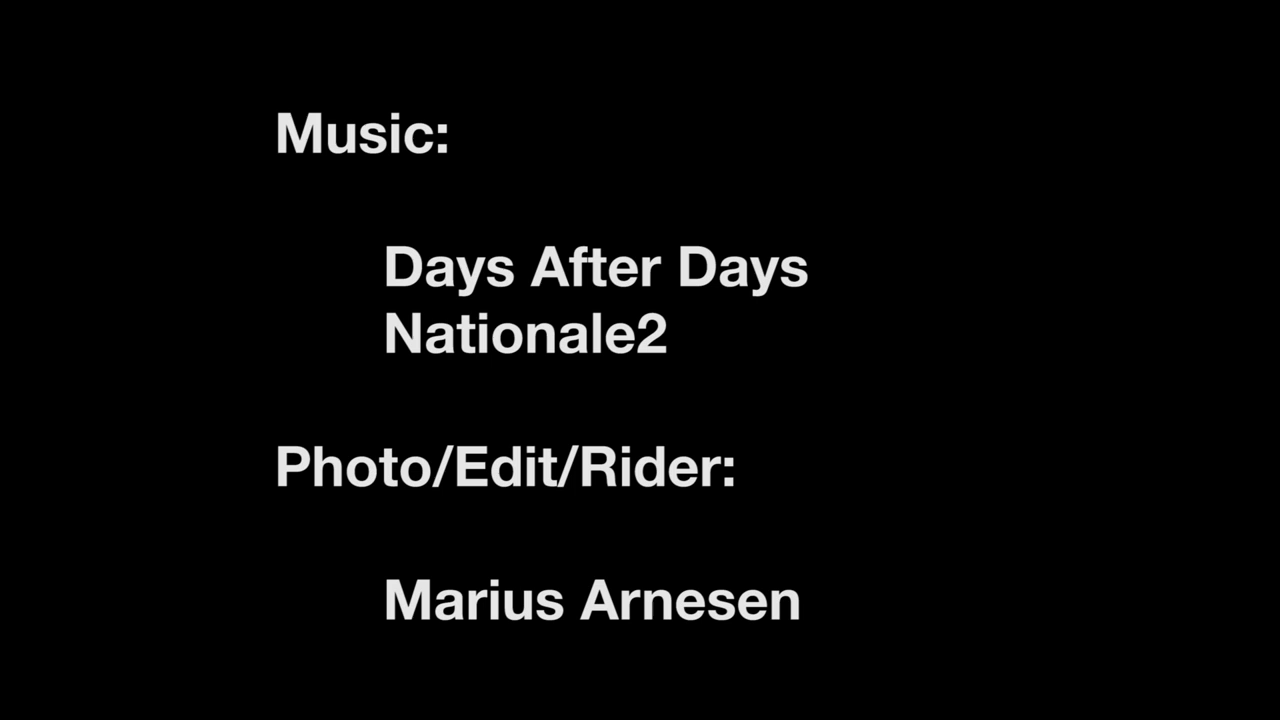 Music:
Days After Days
Nationale2
Photo/Edit/Rider:
Marius Arnesen